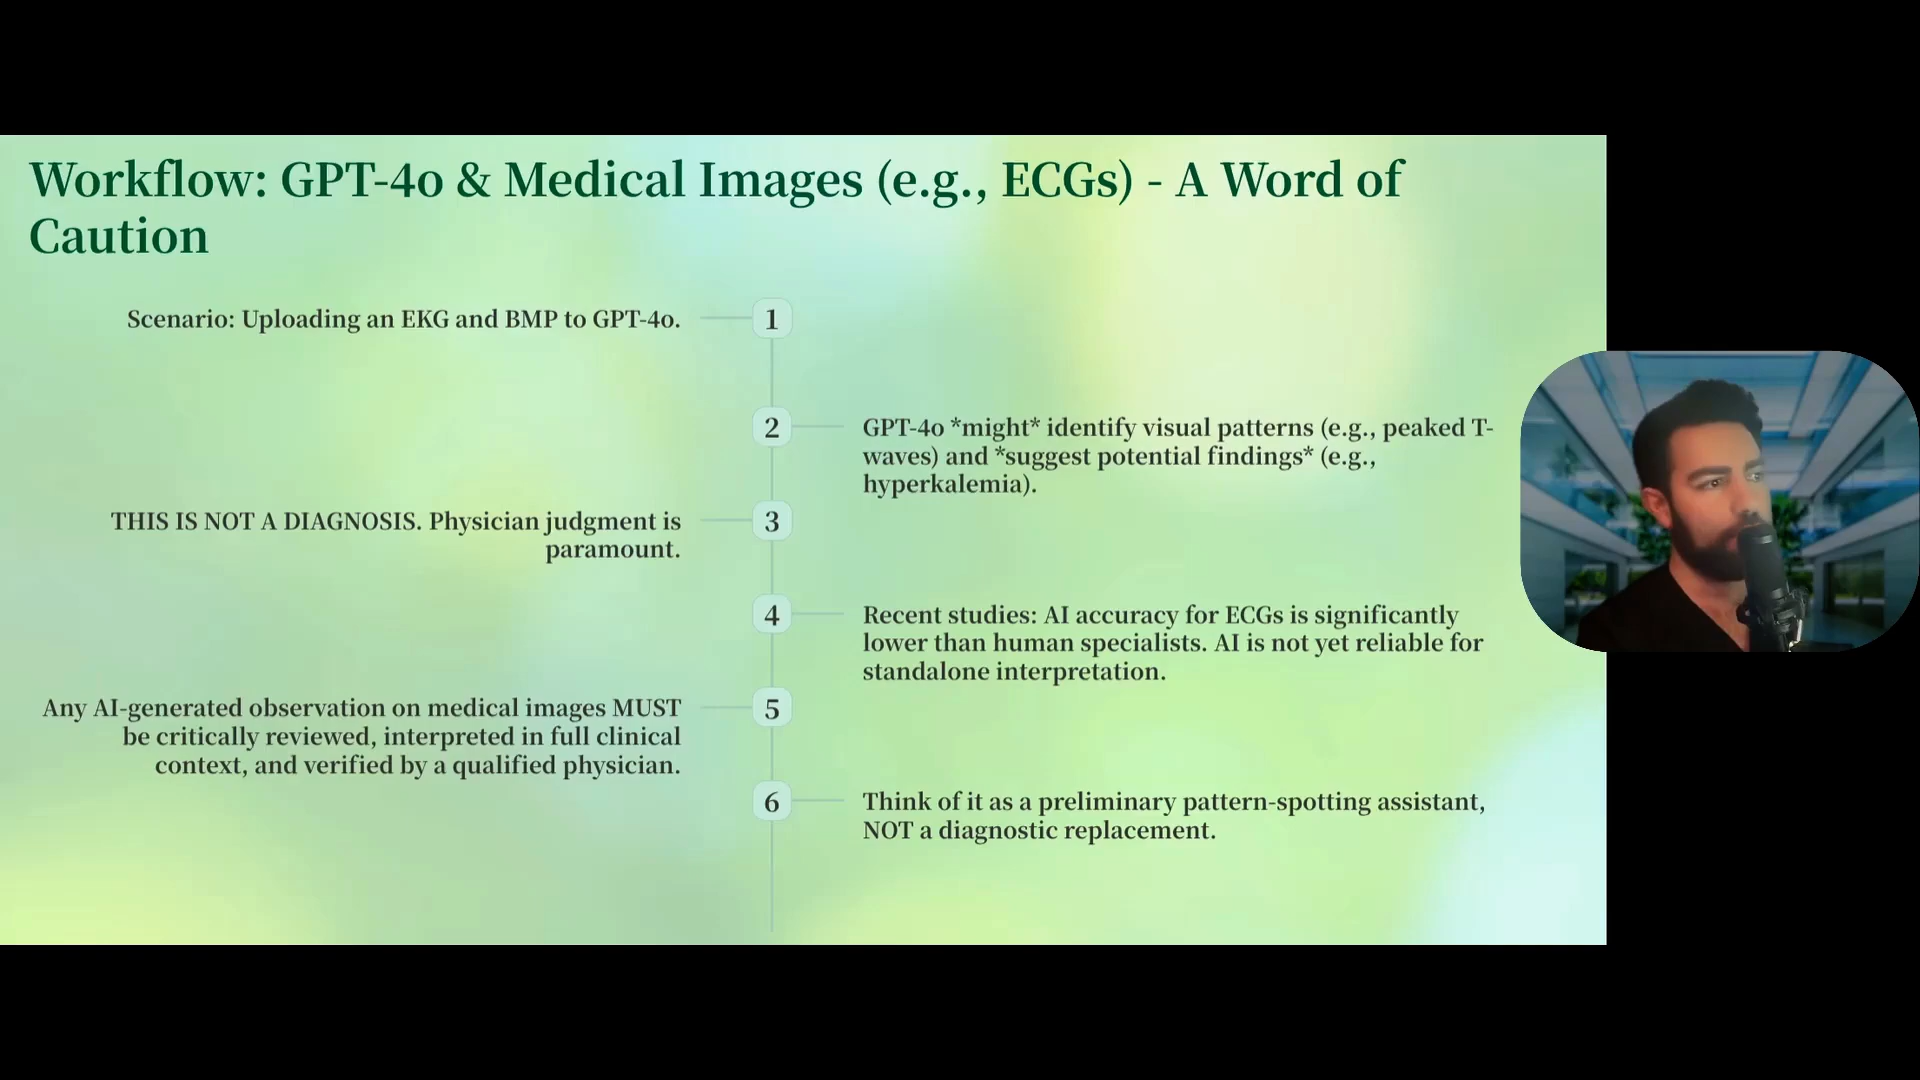 Workflow: GPT-4o & Medical Images (e.g., ECGs) - A Word of
Caution
Scenario: Uploading an EKG and BMP to GPT-4o.
1
2
GPT-4o *might* identify visual patterns (e.g., peaked T-
waves) and *suggest potential findings* (e.g.,
hyperkalemia).
THIS IS NOT A DIAGNOSIS. Physician judgment is
paramount.
3
4
Recent studies: AI accuracy for ECGs is significantly
lower than human specialists. AI is not yet reliable for
standalone interpretation.
Any AI-generated observation on medical images MUST
be critically reviewed, interpreted in full clinical
context, and verified by a qualified physician.
5
6
Think of it as a preliminary pattern-spotting assistant,
NOT a diagnostic replacement.